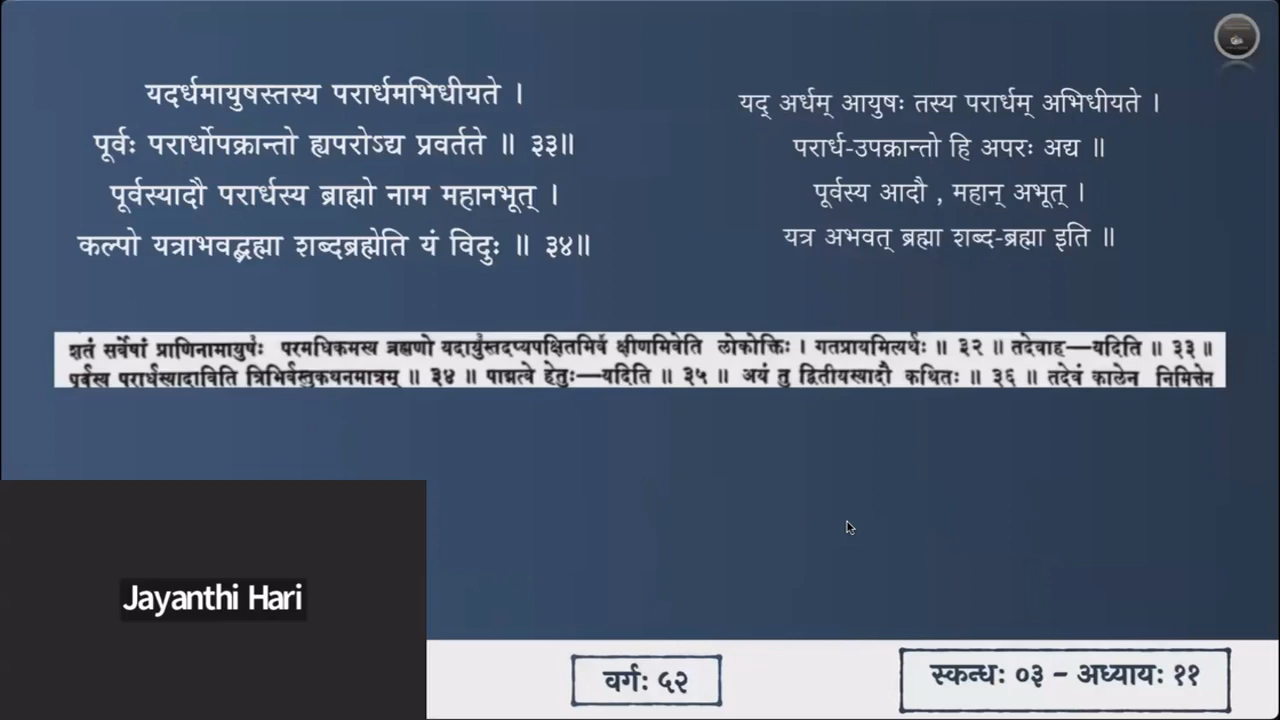 यदर्धमायुषस्तस्य परार्धमभिधीयते ।
पूर्वः परार्धोपक्रान्तो ह्यपरोऽद्य प्रवर्तते ॥ ३३॥
पूर्वस्यादौ परार्धस्य ब्राह्मो नाम महानभूत् ।
कल्पो यत्राभवद्ब्रह्मा शब्दब्रह्मेति यं विदुः ॥ ३४॥
यद् अर्धम् आयुषः तस्य परार्धम् अभिधीयते ।
परार्ध-उपक्रान्तो हि अपरः अद्य ॥
पूर्वस्य आदौ , महान् अभूत् ।
यत्र अभवत् ब्रह्मा शब्द-ब्रह्मा इति ॥
शतं सर्वेषां प्राणिनामायुषः परमधिकमस्य ब्रह्मणो यदायुस्तदप्यपक्षितमिव क्षीणमिवेति लोकोक्तिः । गतप्रायमित्यर्थः ॥ ३२ ॥ तदेवाह—यदिति ॥ ३३ ॥
पूर्वस्य परार्धस्यादाविति त्रिभिर्वस्तुकथनमात्रम् ॥ ३४ ॥ पाद्मत्वे हेतुः—यदिति ॥ ३५ ॥ अयं तु द्वितीयस्यादौ कथितः ॥ ३६ ॥ तदेवं कालेन निमित्तेन
Jayanthi Hari
वर्गः ५२
स्कन्धः ०३ – अध्यायः ११